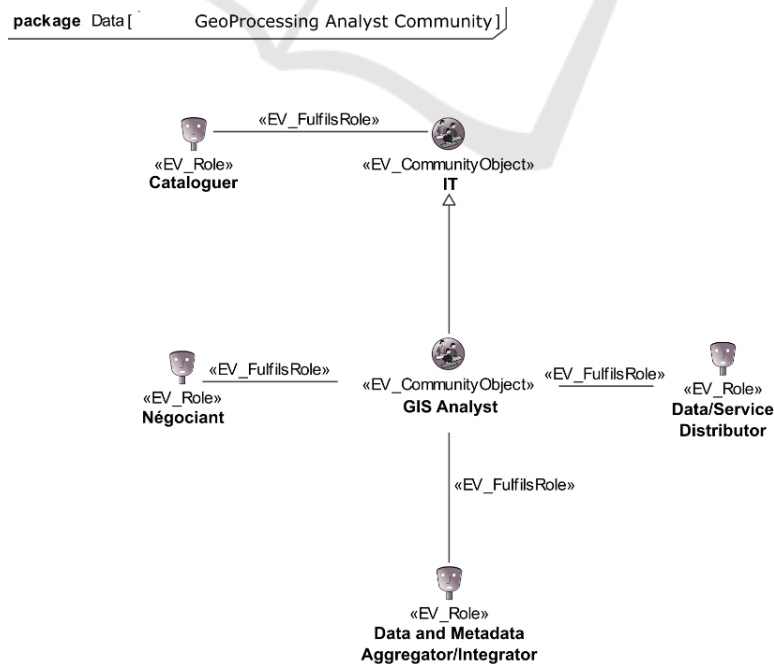 package Data[ GeoProcessing Analyst Community]
«EV_FulfilsRole»
«EV_Role»
Cataloguer
«EV_CommunityObject»
IT
«EV_FulfilsRole»
«EV_Role»
Négociant
«EV_CommunityObject»
GIS Analyst
«EV_FulfilsRole»
«EV_Role»
Data/Service
Distributor
«EV_FulfilsRole»
«EV_Role»
Data and Metadata
Aggregator/Integrator